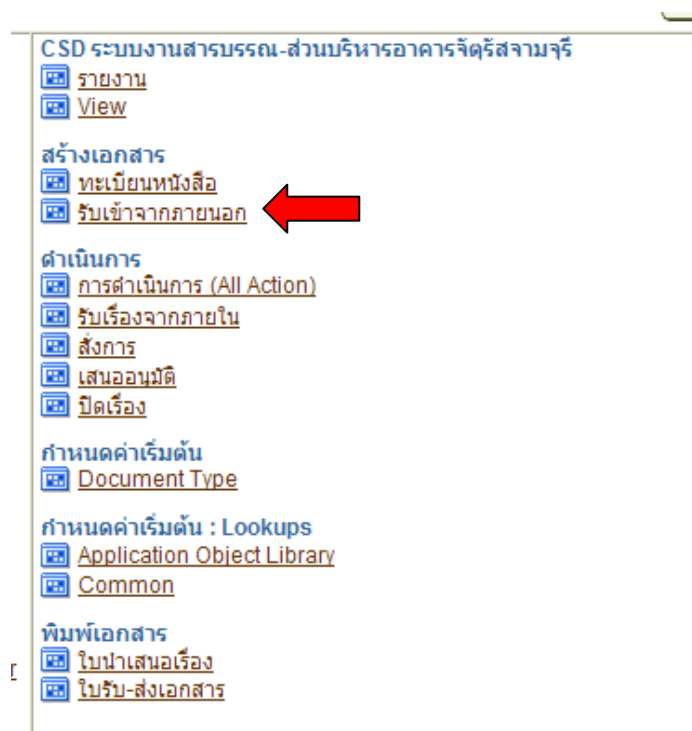 CSD ระบบงานสารบรรณ-ส่วนบริหารอาคารจัตุรัสจามจุรี
รายงาน
View
สร้างเอกสาร
ทะเบียนหนังสือ
รับเข้าจากภายนอก
ดำเนินการ
การดำเนินการ (All Action)
รับเรื่องจากภายใน
สั่งการ
เสนออนุมัติ
ปิดเรื่อง
กำหนดค่าเริ่มต้น
Document Type
กำหนดค่าเริ่มต้น : Lookups
Application Object Library
Common
พิมพ์เอกสาร
ใบนำเสนอเรื่อง
r
ใบรับ-ส่งเอกสาร